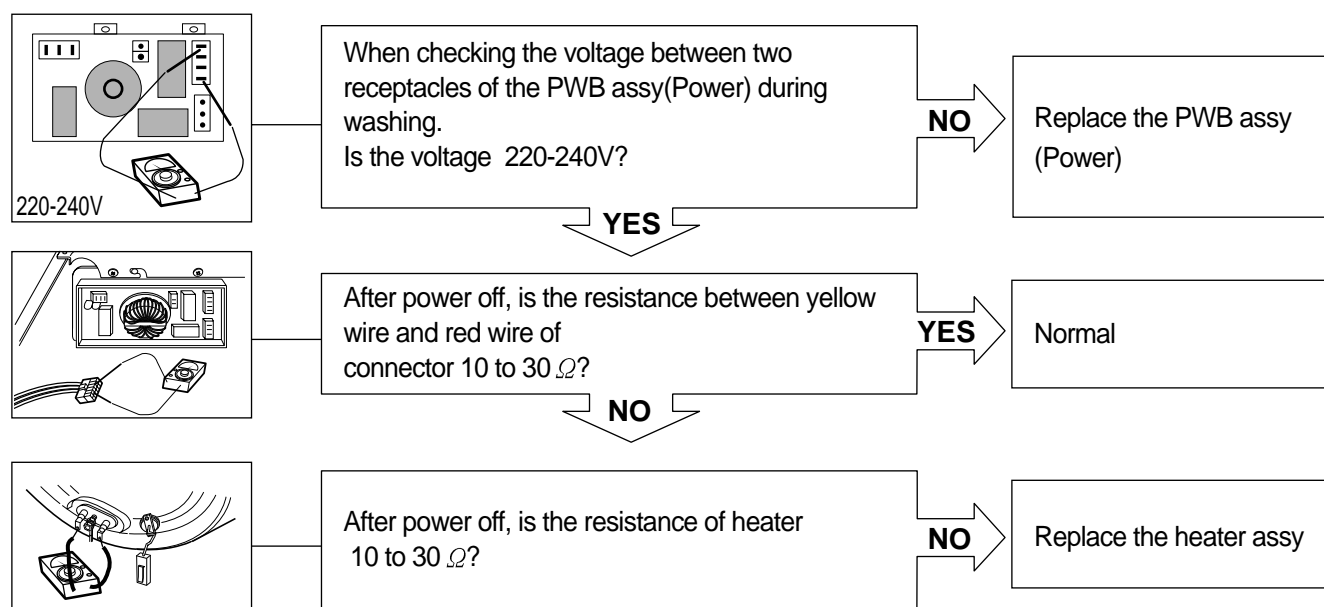 220-240V
When checking the voltage between two
receptacles of the PWB assy(Power) during
washing.
Is the voltage 220-240V?
NO
Replace the PWB assy
(Power)
YES
After power off, is the resistance between yellow
wire and red wire of
connector 10 to 30 Ω?
YES
Normal
NO
After power off, is the resistance of heater
10 to 30 Ω?
NO
Replace the heater assy